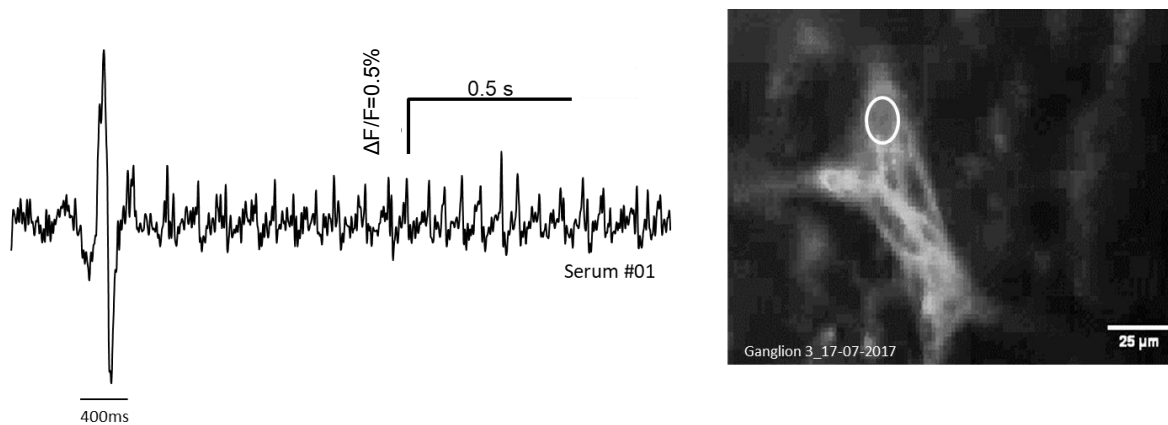 ΔF/F=0.5%
0.5 s
Serum #01
400ms
Ganglion 3_17-07-2017
25 µm